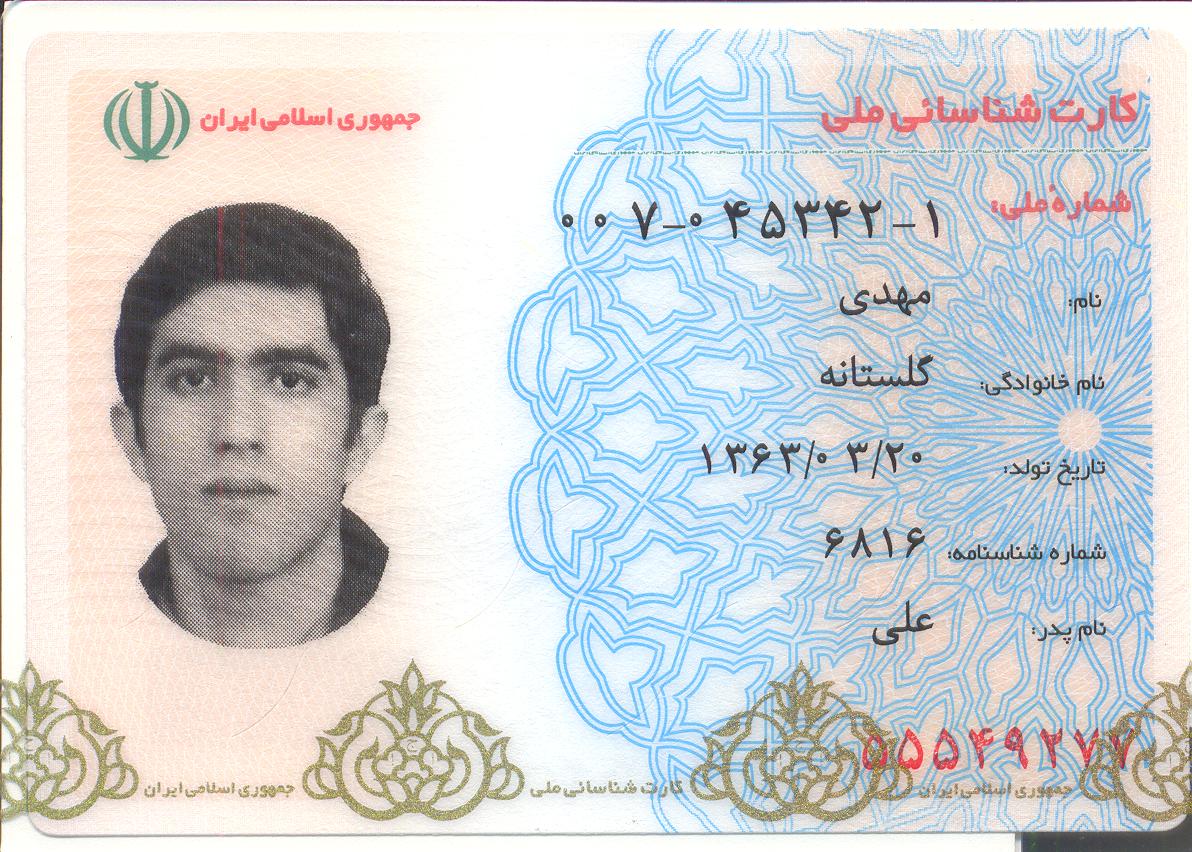 جمهوری اسلامی ایران
کارت شناسائی ملی
شمارهٔ ملی: ۰۰۷-۰۴۵۳۴۲-۱
نام: مهدی
نام خانوادگی: گلستانه
تاریخ تولد: ۱۳۶۳/۰۳/۲۰
شماره شناسنامه: ۶۸۱۶
نام پدر: علی
۵۵۵۴۹۲۷۷
جمهوری اسلامی ایران
کارت شناسائی ملی
جمهوری اسلامی ایران